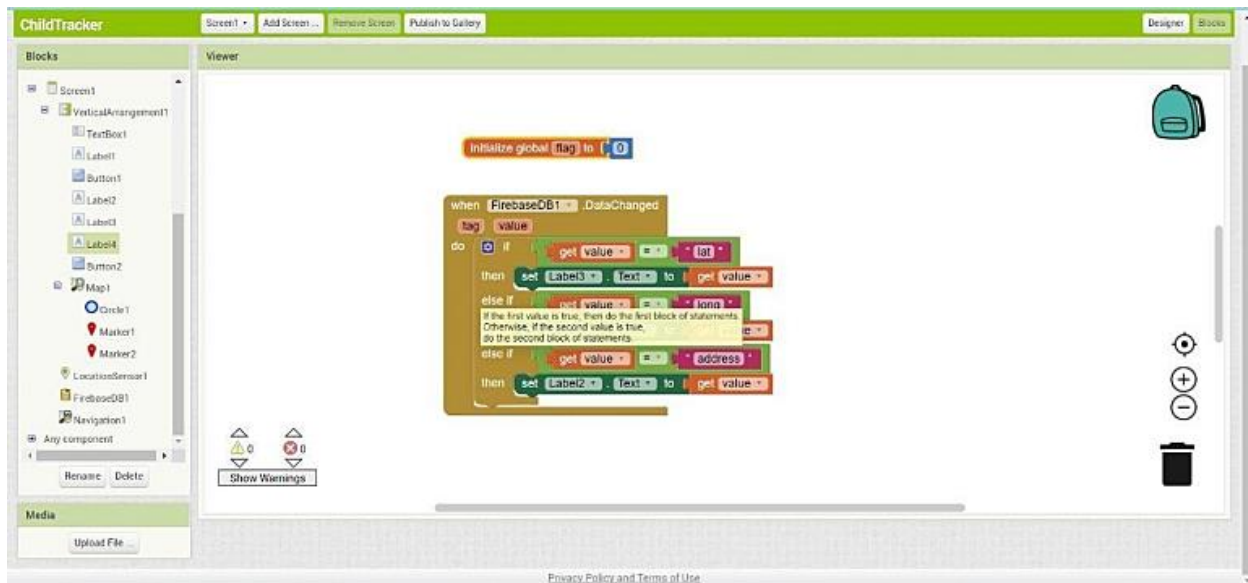 ChildTracker
Screen1 Add Screen ... Remove Screen Publish to Gallery Designer Blocks
Blocks
Viewer
Screen1
VerticalArrangement1
TextBox1
Label1
Button1
Label2
Label3
Label4
Button2
Map1
Circle1
Marker1
Marker2
LocationSensor1
FirebaseDB1
Navigation1
Any component
Rename Delete
Media
Upload File ...
initialize global flag to 0
when FirebaseDB1 .DataChanged
tag value
do if get value = " lat "
then set Label3 . Text to get value
else if get value = " long "
If the first value is true, then do the first block of statements.
Otherwise, if the second value is true,
do the second block of statements.
else if get value = " address "
then set Label2 . Text to get value
0 0
Show Warnings
Privacy Policy and Terms of Use